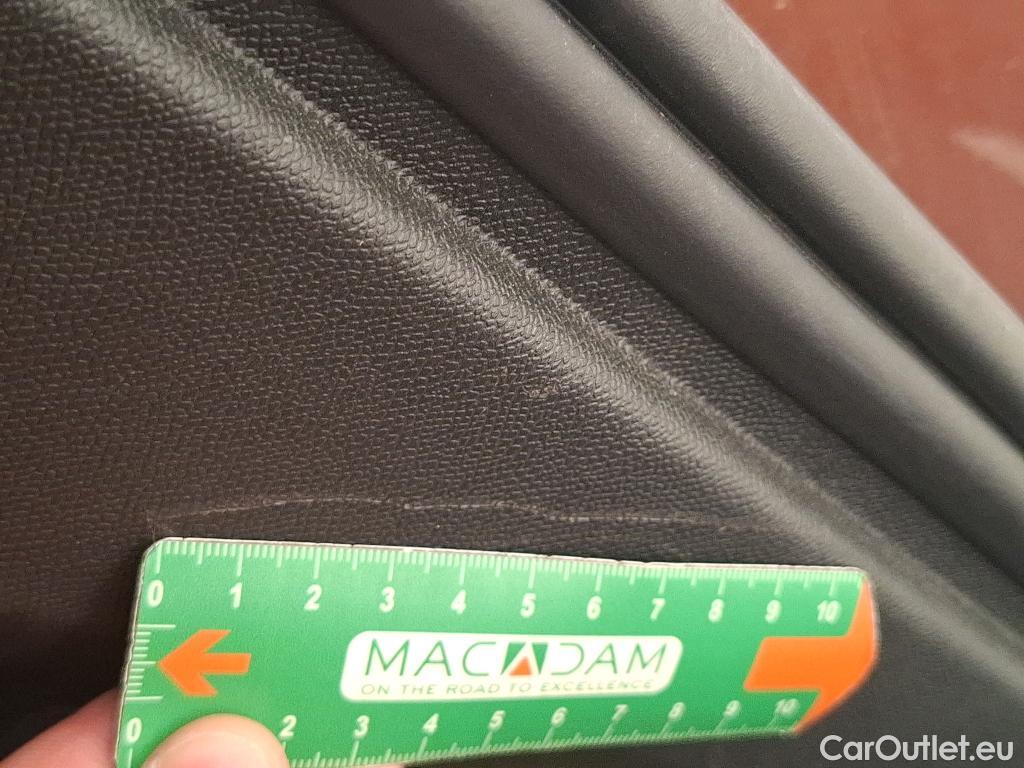 0 1 2 3 4 5 6 7 8 9 10
MACADAM
ON THE ROAD TO EXCELLENCE
0 2 3 4 5 6 7 8 9 10
CarOutlet.eu